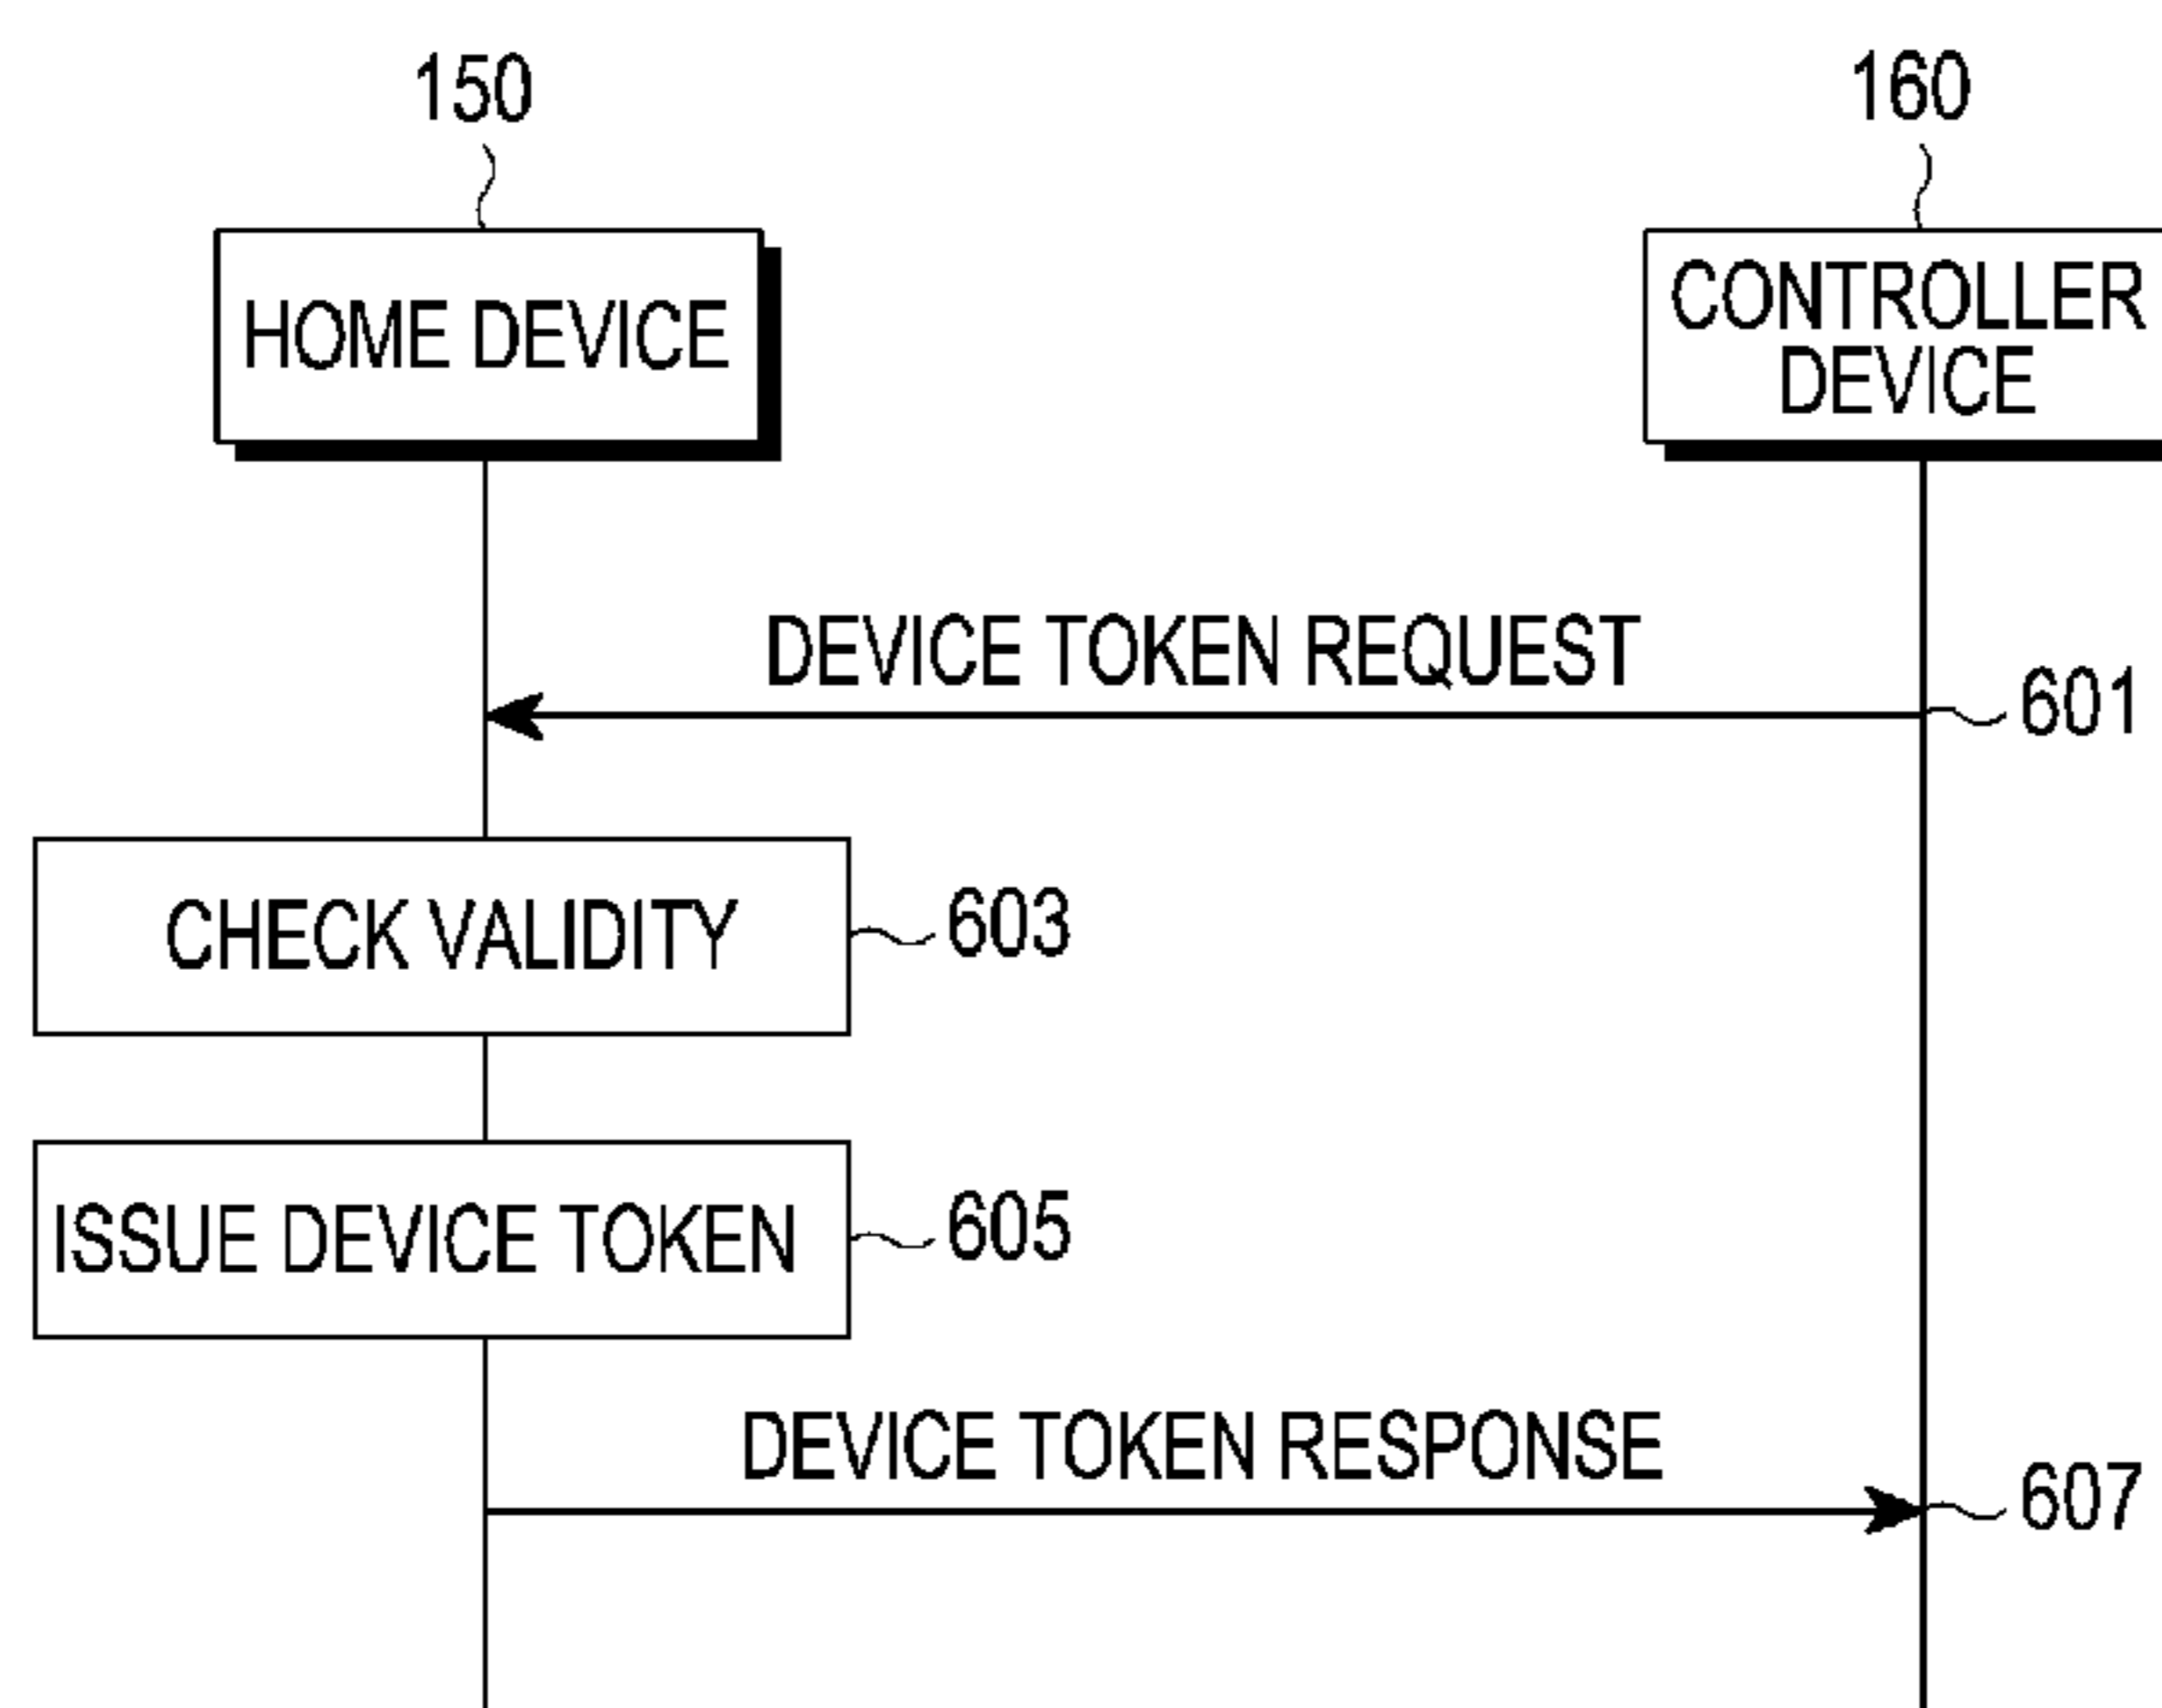 150
160
HOME DEVICE
CONTROLLER
DEVICE
DEVICE TOKEN REQUEST
601
CHECK VALIDITY
603
ISSUE DEVICE TOKEN
605
DEVICE TOKEN RESPONSE
607